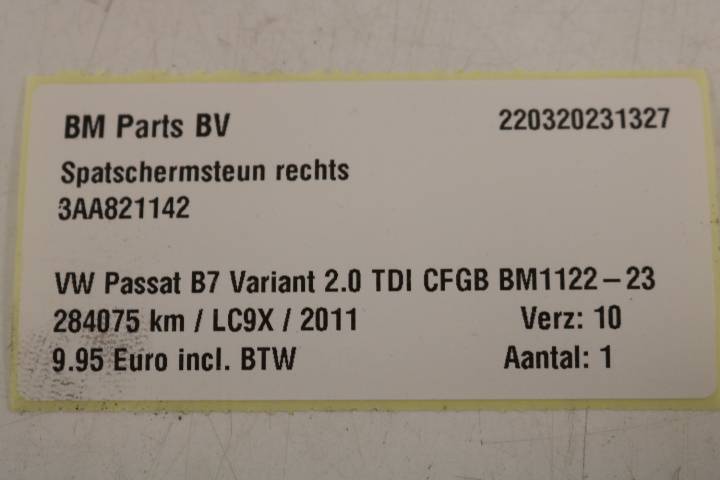 BM Parts BV 220320231327
Spatschermsteun rechts
3AA821142
VW Passat B7 Variant 2.0 TDI CFGB BM1122-23
284075 km / LC9X / 2011 Verz: 10
9.95 Euro incl. BTW Aantal: 1